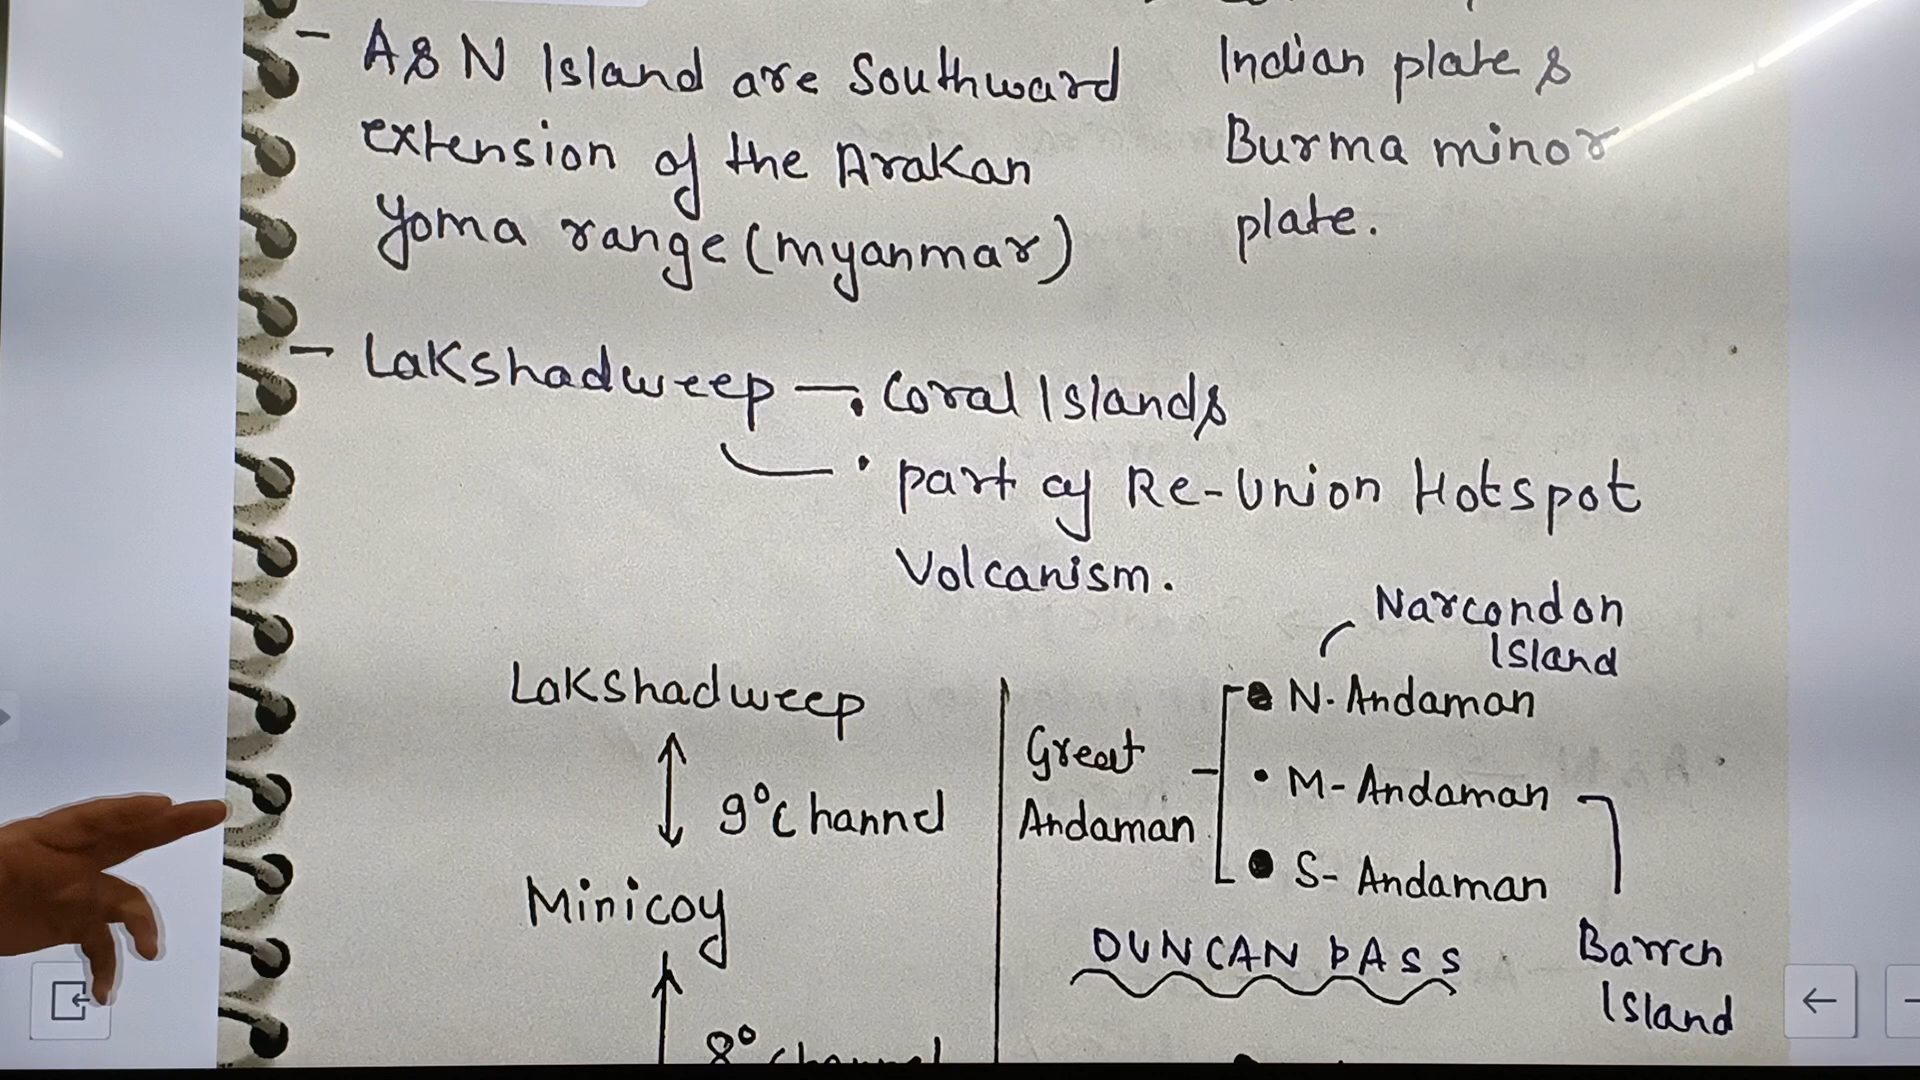 - A & N Island are Southward
extension of the Arakan
Yoma range (Myanmar)
Indian plate &
Burma minor
plate.
- Lakshadweep — • Coral Islands
• part of Re-Union Hotspot
Volcanism.
Lakshadweep
9° channel
Minicoy
8° channel
Narcondon
Island
Great
Andaman
• N- Andaman
• M- Andaman
• S- Andaman
DUNCAN PASS
Barren
Island